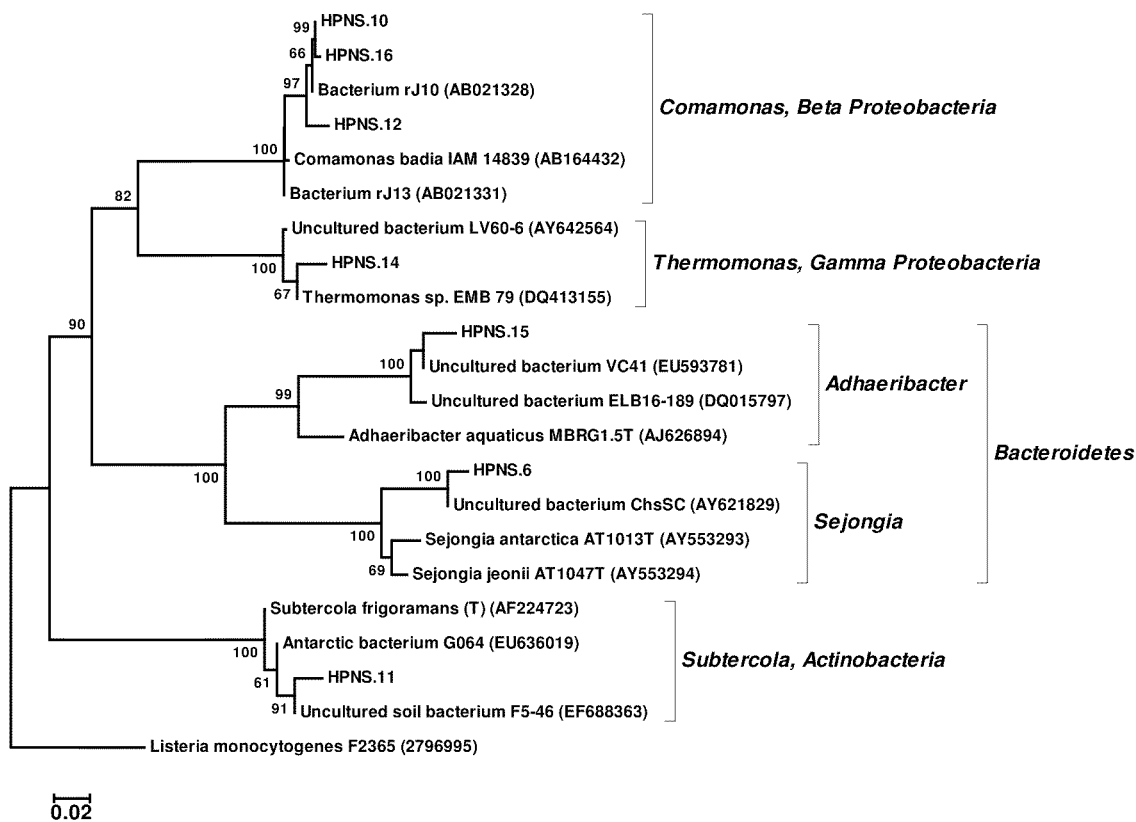 99
HPNS.10
66
HPNS.16
97
Bacterium rJ10 (AB021328)
Comamonas, Beta Proteobacteria
HPNS.12
100
Comamonas badia IAM 14839 (AB164432)
82
Bacterium rJ13 (AB021331)
Uncultured bacterium LV60-6 (AY642564)
100
HPNS.14
Thermomonas, Gamma Proteobacteria
67
Thermomonas sp. EMB 79 (DQ413155)
90
HPNS.15
100
Uncultured bacterium VC41 (EU593781)
Adhaeribacter
99
Uncultured bacterium ELB16-189 (DQ015797)
Adhaeribacter aquaticus MBRG1.5T (AJ626894)
Bacteroidetes
100
100
HPNS.6
Uncultured bacterium ChsSC (AY621829)
Sejongia
100
Sejongia antarctica AT1013T (AY553293)
69
Sejongia jeonii AT1047T (AY553294)
Subtercola frigoramans (T) (AF224723)
100
Antarctic bacterium G064 (EU636019)
Subtercola, Actinobacteria
61
HPNS.11
91
Uncultured soil bacterium F5-46 (EF688363)
Listeria monocytogenes F2365 (2796995)
0.02